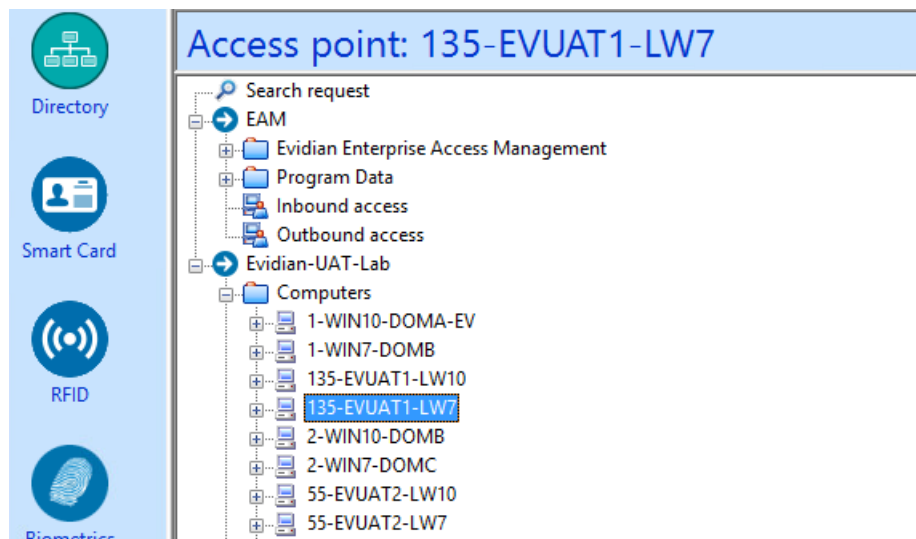 Directory
Smart Card
RFID
Biometrics
Access point: 135-EVUAT1-LW7
Search request
EAM
Evidian Enterprise Access Management
Program Data
Inbound access
Outbound access
Evidian-UAT-Lab
Computers
1-WIN10-DOMA-EV
1-WIN7-DOMB
135-EVUAT1-LW10
135-EVUAT1-LW7
2-WIN10-DOMB
2-WIN7-DOMC
55-EVUAT2-LW10
55-EVUAT2-LW7